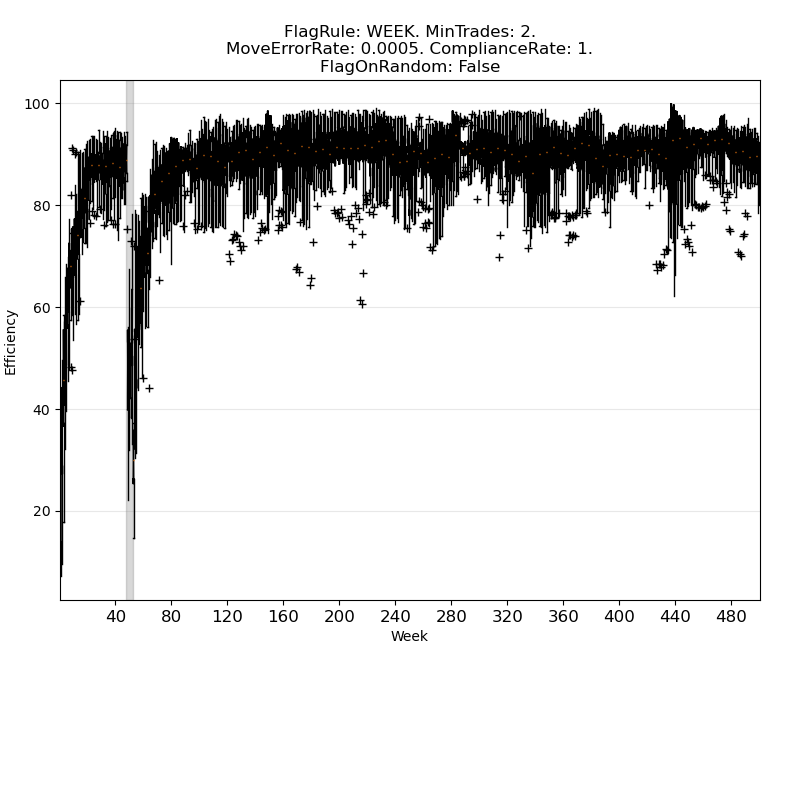 FlagRule: WEEK. MinTrades: 2.
MoveErrorRate: 0.0005. ComplianceRate: 1.
FlagOnRandom: False
100
80
60
40
20
Efficiency
40 80 120 160 200 240 280 320 360 400 440 480
Week